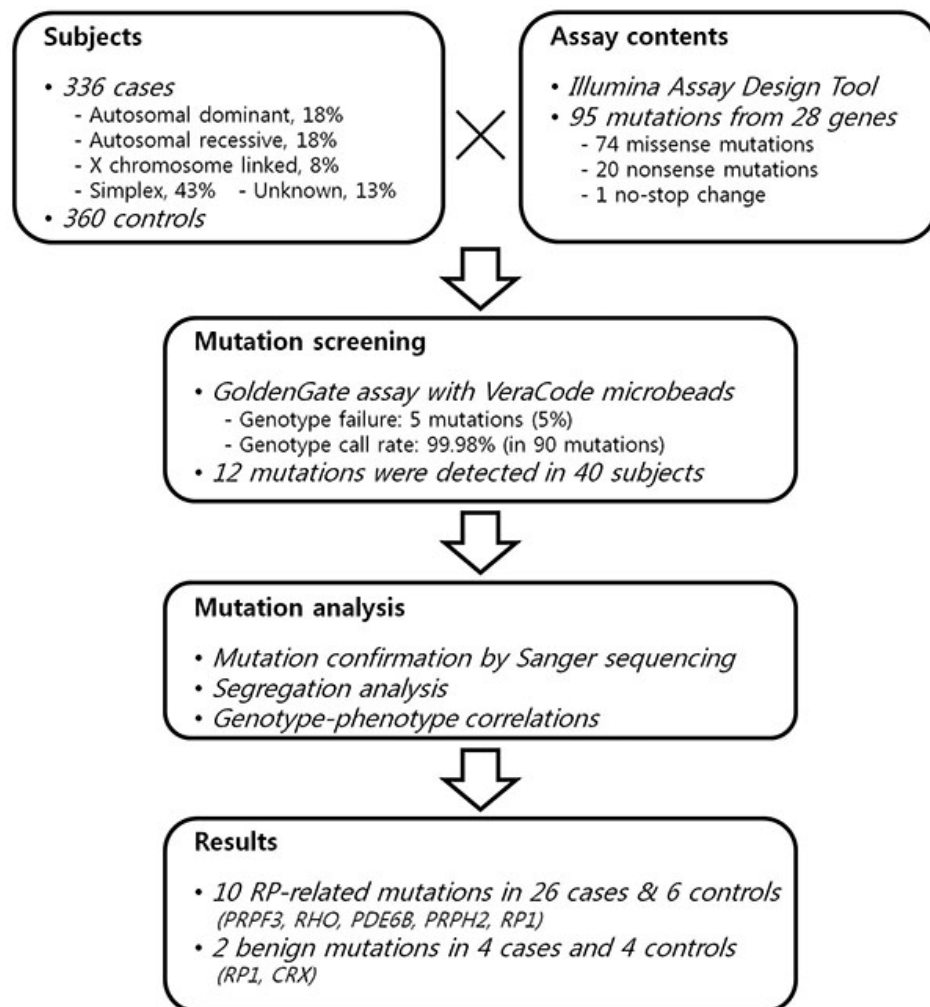 Subjects
• 336 cases
- Autosomal dominant, 18%
- Autosomal recessive, 18%
- X chromosome linked, 8%
- Simplex, 43% - Unknown, 13%
• 360 controls
Assay contents
• Illumina Assay Design Tool
• 95 mutations from 28 genes
- 74 missense mutations
- 20 nonsense mutations
- 1 no-stop change
Mutation screening
• GoldenGate assay with VeraCode microbeads
- Genotype failure: 5 mutations (5%)
- Genotype call rate: 99.98% (in 90 mutations)
• 12 mutations were detected in 40 subjects
Mutation analysis
• Mutation confirmation by Sanger sequencing
• Segregation analysis
• Genotype-phenotype correlations
Results
• 10 RP-related mutations in 26 cases & 6 controls
(PRPF3, RHO, PDE6B, PRPH2, RP1)
• 2 benign mutations in 4 cases and 4 controls
(RP1, CRX)